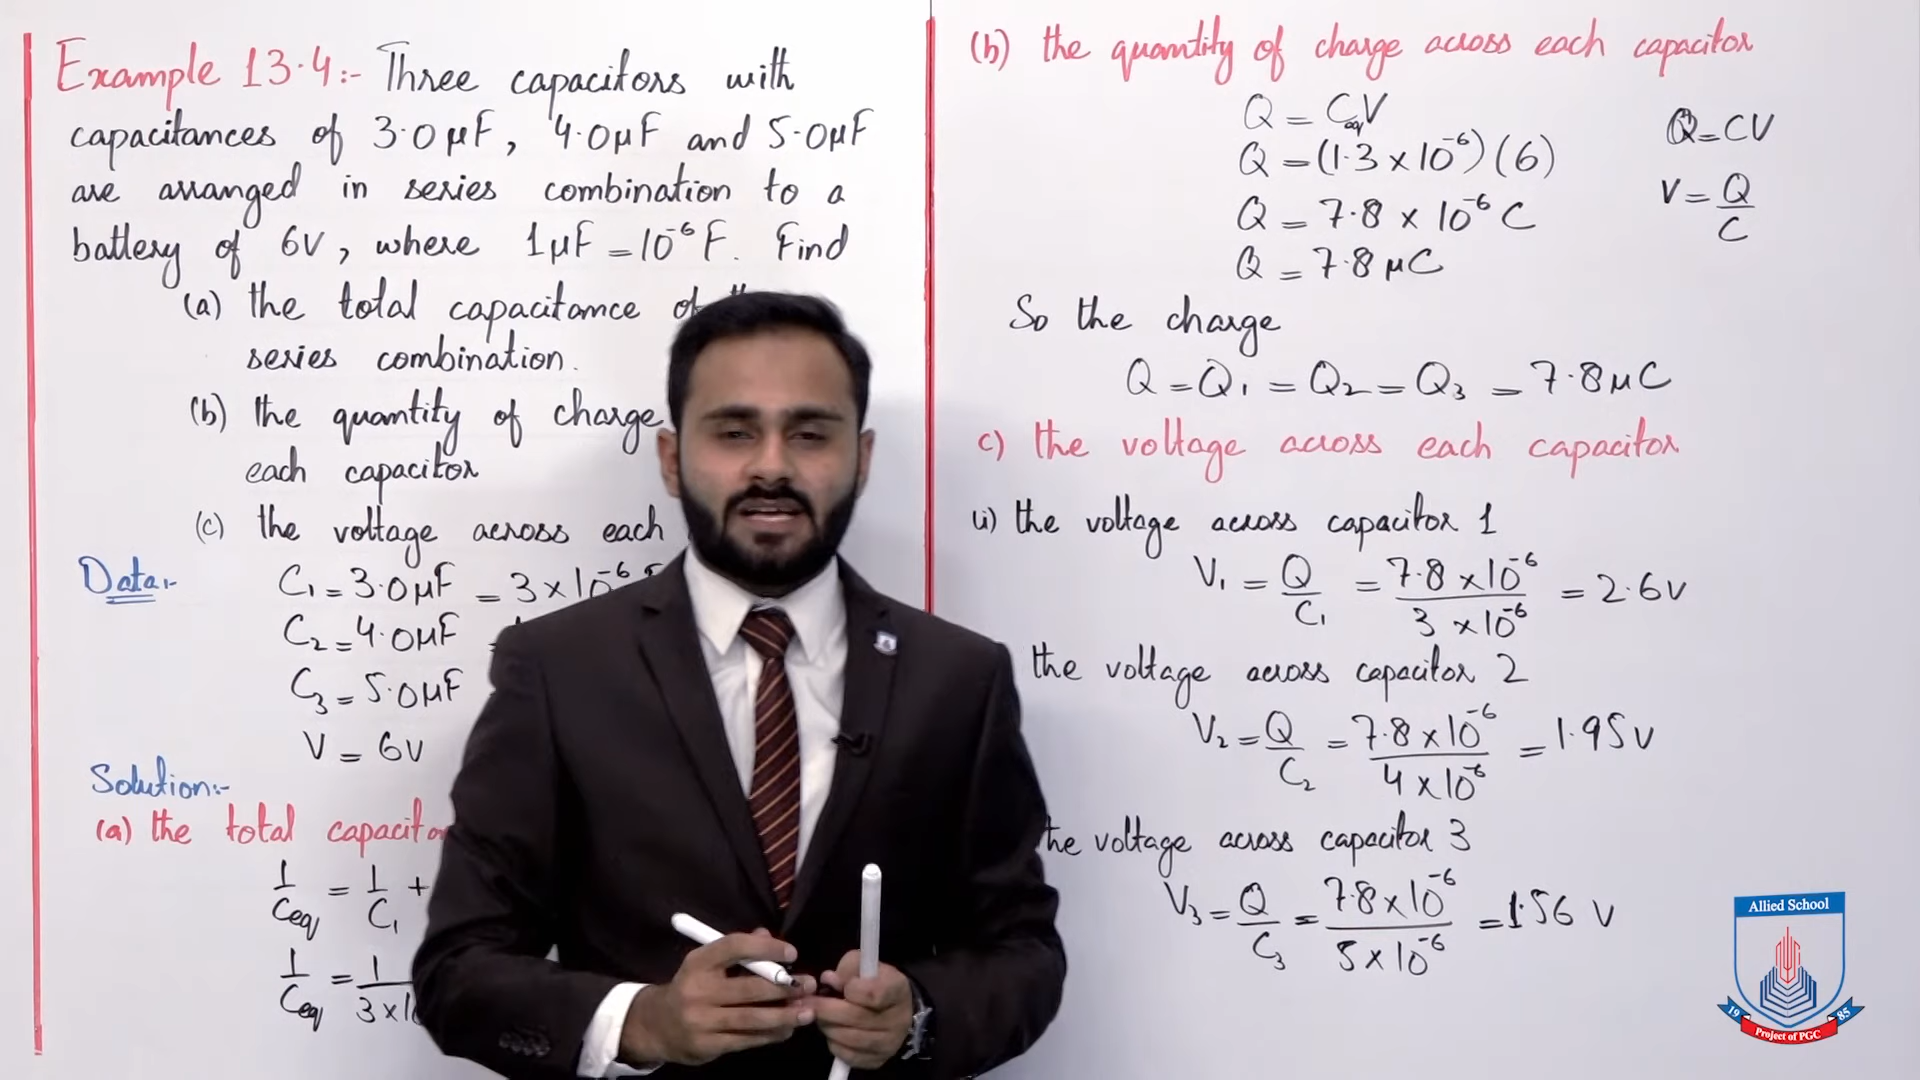 Example 13.4:- Three capacitors with
capacitances of 3.0μF, 4.0μF and 5.0μF
are arranged in series combination to a
battery of 6V, where 1μF = 10⁻⁶F. Find
(a) the total capacitance of
series combination.
(b) the quantity of charge
each capacitor
(c) the voltage across each
Data:-
C₁ = 3.0μF = 3×10⁻⁶
C₂ = 4.0μF =
C₃ = 5.0μF
V = 6V
Solution:-
(a) the total
1/Ceq = 1/C₁ +
1/Ceq = 1/3×
(b) the quantity of charge across each capacitor
Q = CeqV
Q = (1.3×10⁻⁶)(6)
Q = 7.8 × 10⁻⁶ C
Q = 7.8 μC
Q = CV
V = Q/C
So the charge
Q = Q₁ = Q₂ = Q₃ = 7.8μC
c) the voltage across each capacitor
(i) the voltage across capacitor 1
V₁ = Q/C₁ = 7.8×10⁻⁶/3×10⁻⁶ = 2.6V
the voltage across capacitor 2
V₂ = Q/C₂ = 7.8×10⁻⁶/4×10⁻⁶ = 1.95V
the voltage across capacitor 3
V₃ = Q/C₃ = 7.8×10⁻⁶/5×10⁻⁶ = 1.56 V
Allied School
19 85
Project of PGC